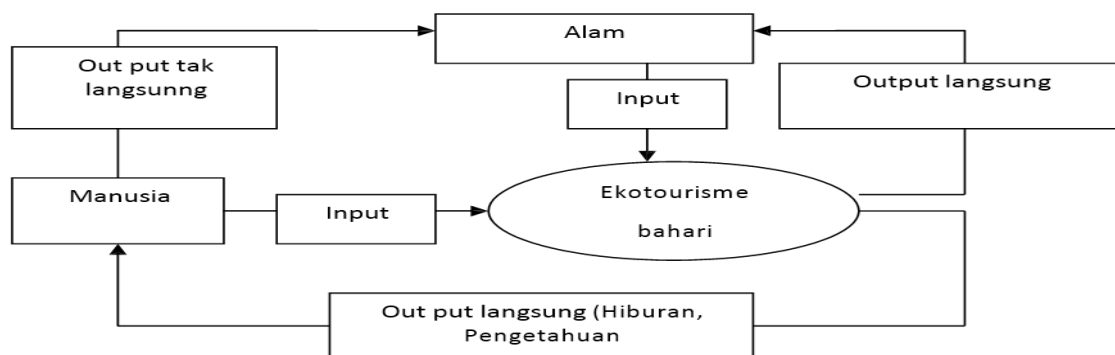 Alam
Out put tak
langsunng
Input
Output langsung
Manusia
Input
Ekotourisme
bahari
Out put langsung (Hiburan,
Pengetahuan